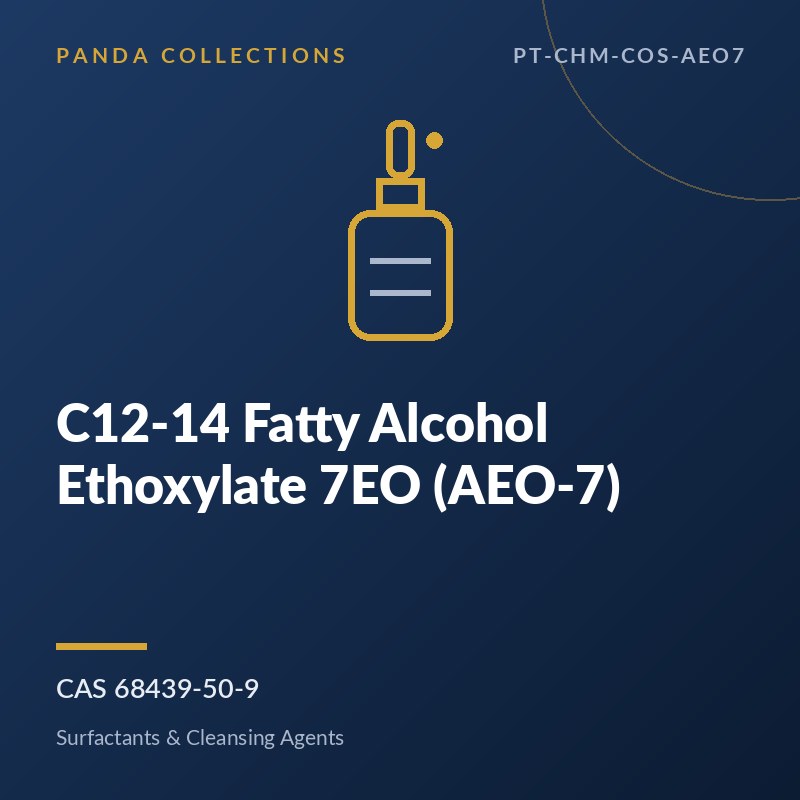 PANDA COLLECTIONS
PT-CHM-COS-AEO7
C12-14 Fatty Alcohol
Ethoxylate 7EO (AEO-7)
CAS 68439-50-9
Surfactants & Cleansing Agents